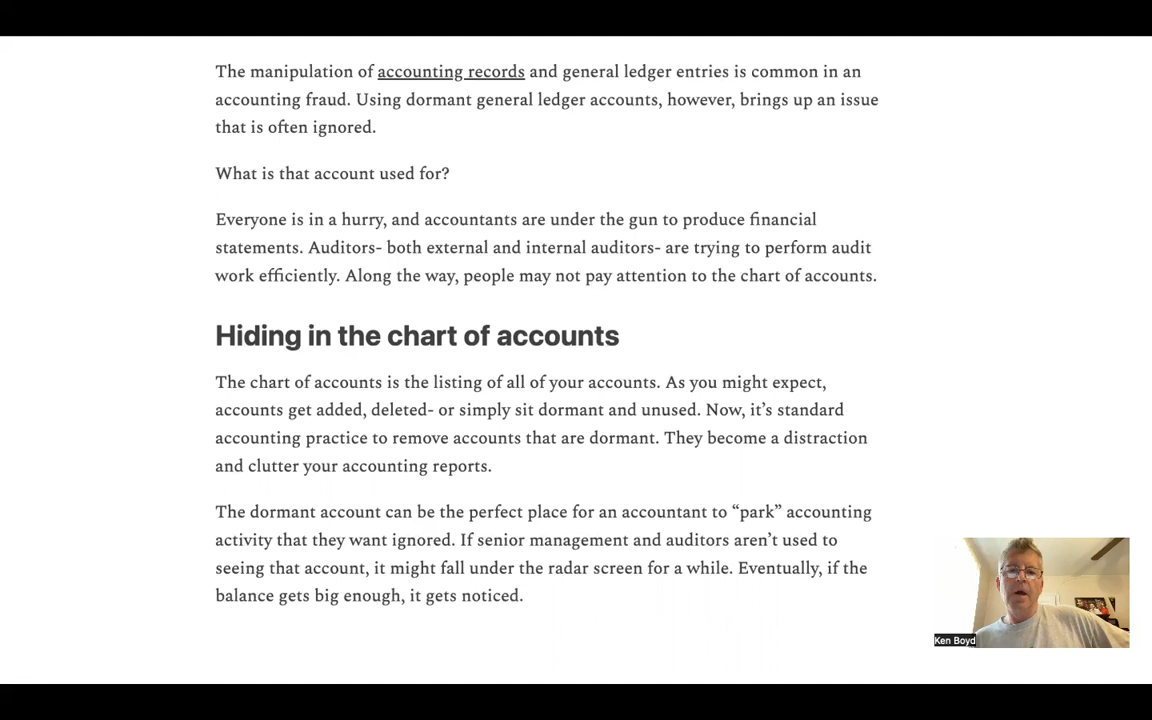 The manipulation of accounting records and general ledger entries is common in an
accounting fraud. Using dormant general ledger accounts, however, brings up an issue
that is often ignored.
What is that account used for?
Everyone is in a hurry, and accountants are under the gun to produce financial
statements. Auditors- both external and internal auditors- are trying to perform audit
work efficiently. Along the way, people may not pay attention to the chart of accounts.
Hiding in the chart of accounts
The chart of accounts is the listing of all of your accounts. As you might expect,
accounts get added, deleted- or simply sit dormant and unused. Now, it’s standard
accounting practice to remove accounts that are dormant. They become a distraction
and clutter your accounting reports.
The dormant account can be the perfect place for an accountant to “park” accounting
activity that they want ignored. If senior management and auditors aren’t used to
seeing that account, it might fall under the radar screen for a while. Eventually, if the
balance gets big enough, it gets noticed.
Ken Boyd